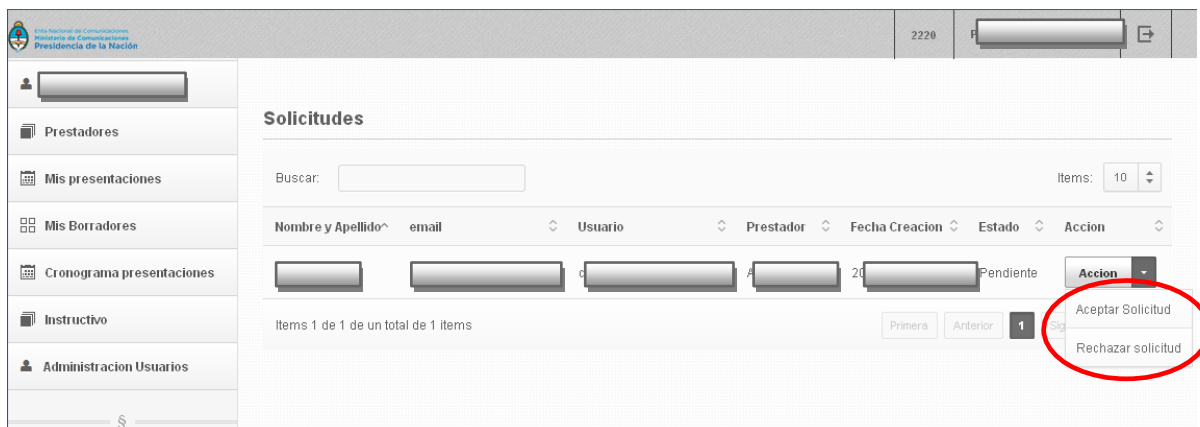 Ente Nacional de Comunicaciones
Ministerio de Comunicaciones
Presidencia de la Nación
2220 P
Prestadores
Mis presentaciones
Mis Borradores
Cronograma presentaciones
Instructivo
Administracion Usuarios
§
Solicitudes
Buscar: Items: 10
Nombre y Apellido email Usuario Prestador Fecha Creacion Estado Accion
A 20 Pendiente Accion
Aceptar Solicitud
Rechazar solicitud
Items 1 de 1 de un total de 1 items Primera Anterior 1